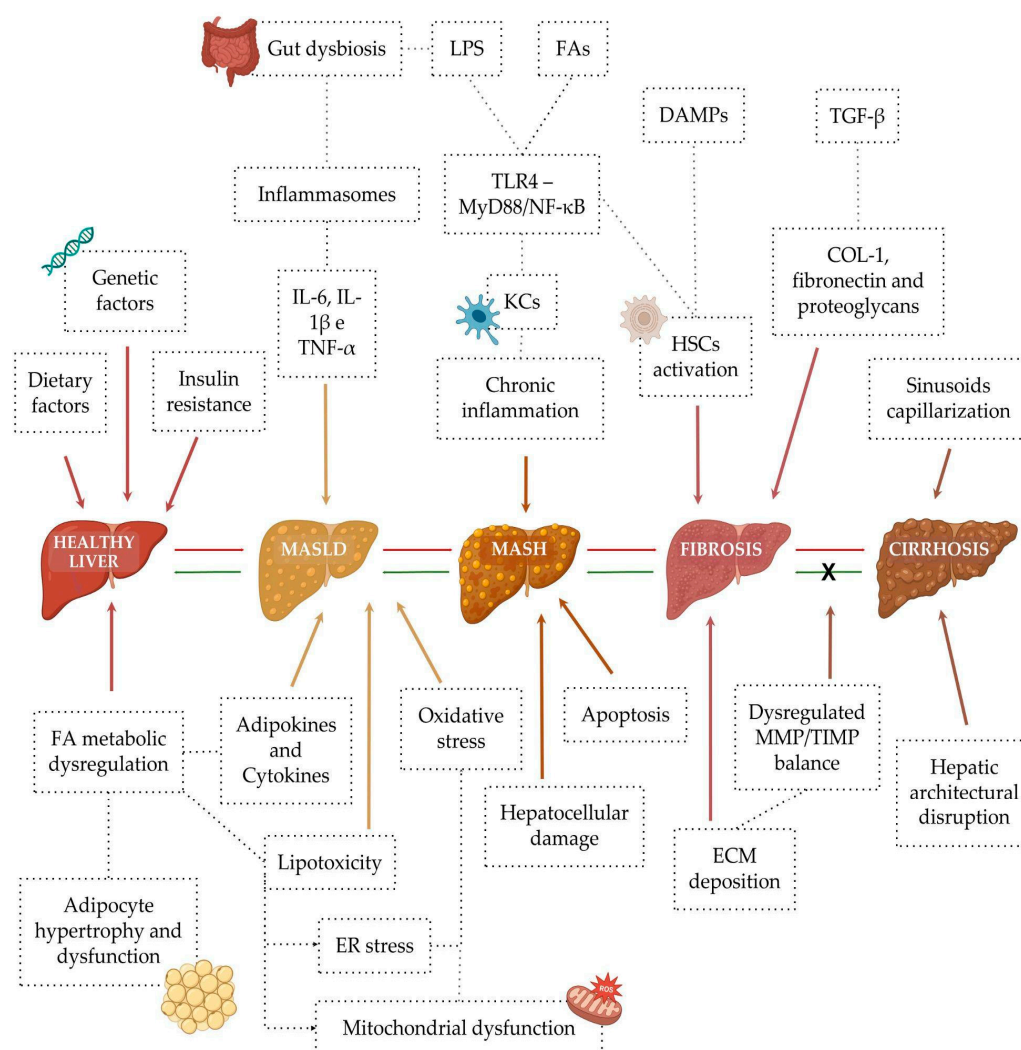 Gut dysbiosis
LPS
FAs
DAMPs
TGF-β
Inflammasomes
TLR4 –
MyD88/NF-κB
Genetic
factors
IL-6, IL-
1β e
TNF-α
KCs
COL-1,
fibronectin and
proteoglycans
HSCs
activation
Dietary
factors
Insulin
resistance
Chronic
inflammation
Sinusoids
capillarization
HEALTHY
LIVER
MASLD
MASH
FIBROSIS
X
CIRRHOSIS
FA metabolic
dysregulation
Adipokines
and
Cytokines
Oxidative
stress
Apoptosis
Dysregulated
MMP/TIMP
balance
Hepatic
architectural
disruption
Hepatocellular
damage
Lipotoxicity
ECM
deposition
Adipocyte
hypertrophy and
dysfunction
ER stress
ROS
Mitochondrial dysfunction